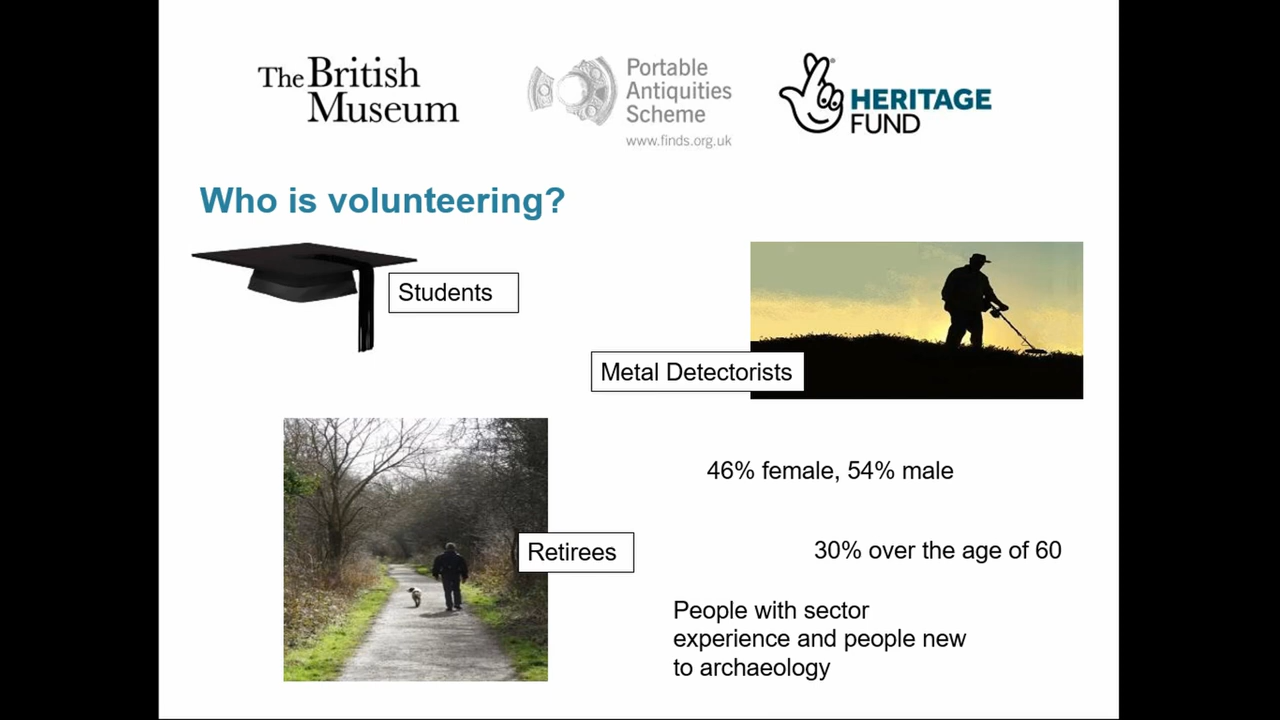 The British
Museum
Portable
Antiquities
Scheme
www.finds.org.uk
HERITAGE
FUND
Who is volunteering?
Students
Metal Detectorists
46% female, 54% male
Retirees
30% over the age of 60
People with sector
experience and people new
to archaeology